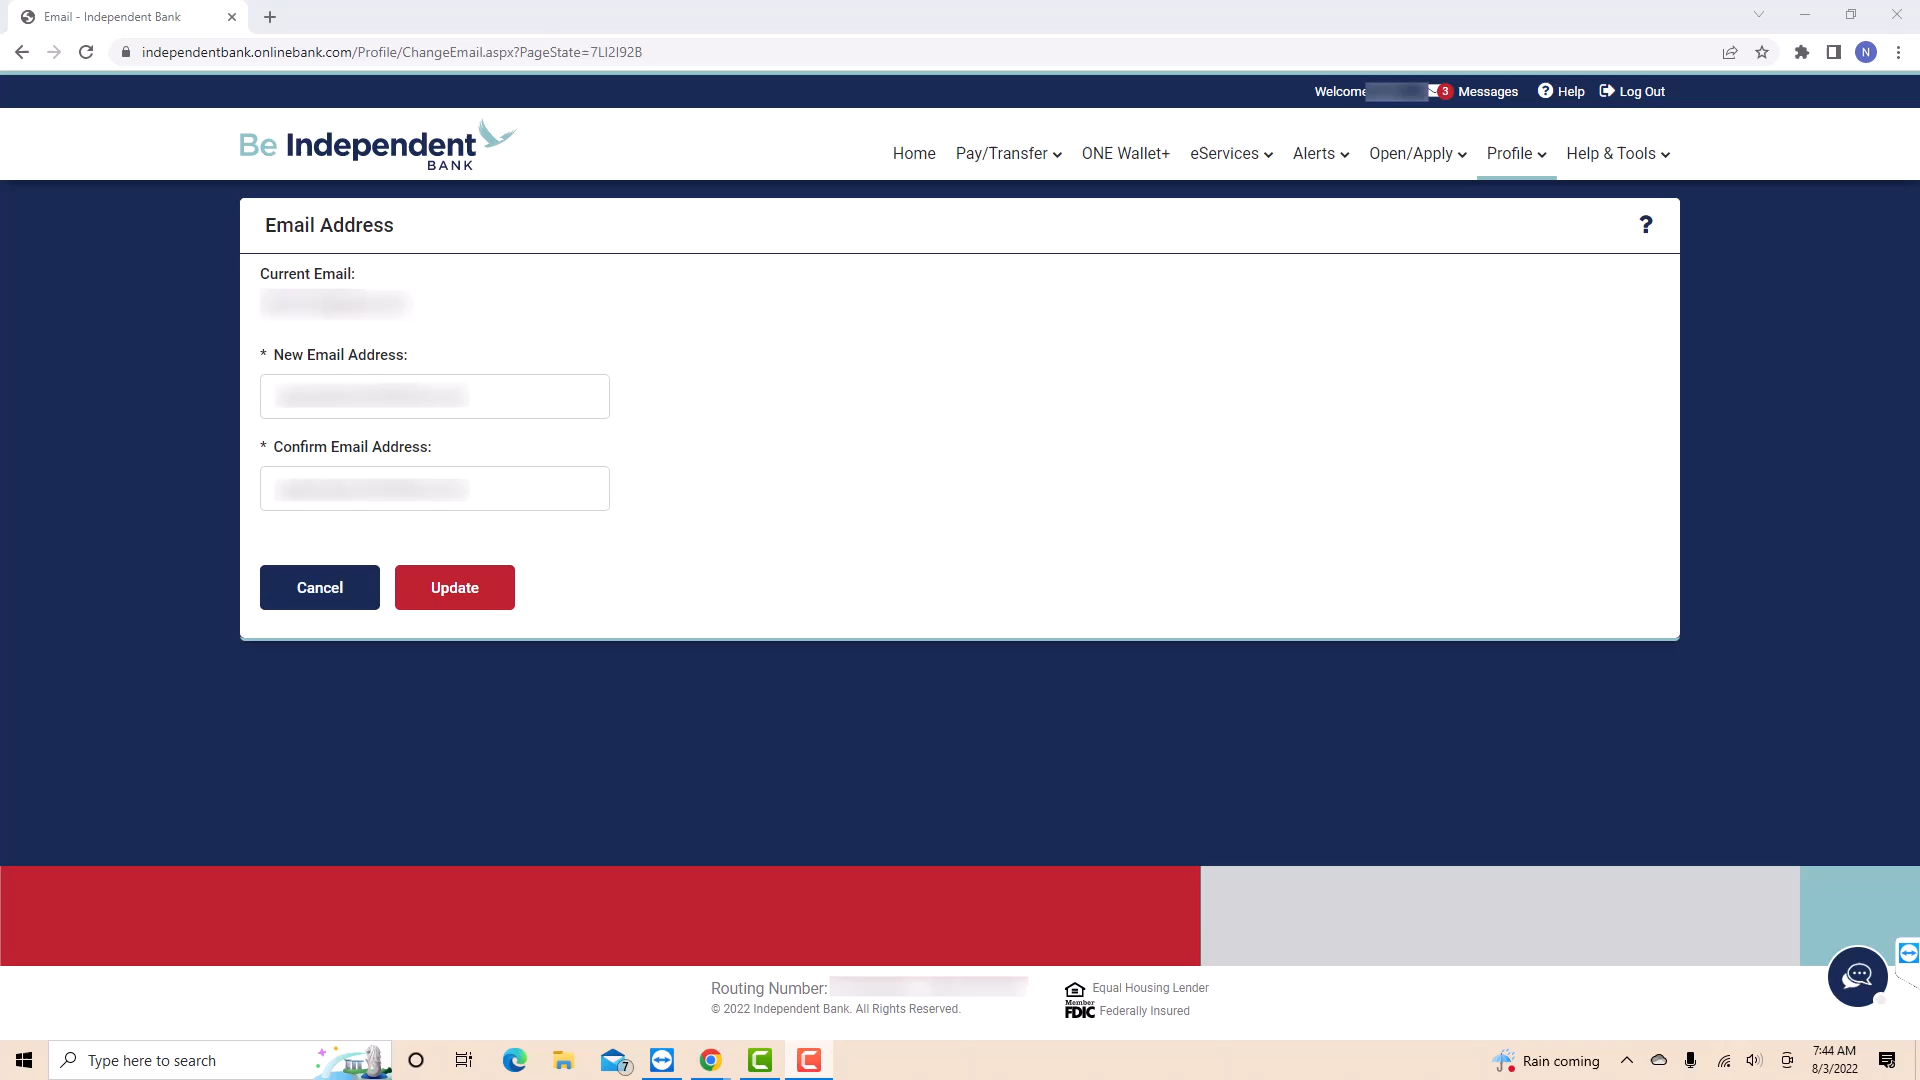 Email - Independent Bank
independentbank.onlinebank.com/Profile/ChangeEmail.aspx?PageState=7LI2I92B
N
Welcome 3 Messages Help Log Out
Be Independent
BANK
Home Pay/Transfer ONE Wallet+ eServices Alerts Open/Apply Profile Help & Tools
Email Address ?
Current Email:
* New Email Address:
* Confirm Email Address:
Cancel Update
Routing Number:
© 2022 Independent Bank. All Rights Reserved.
Equal Housing Lender
Member
FDIC Federally Insured
Type here to search
7
Rain coming
7:44 AM
8/3/2022